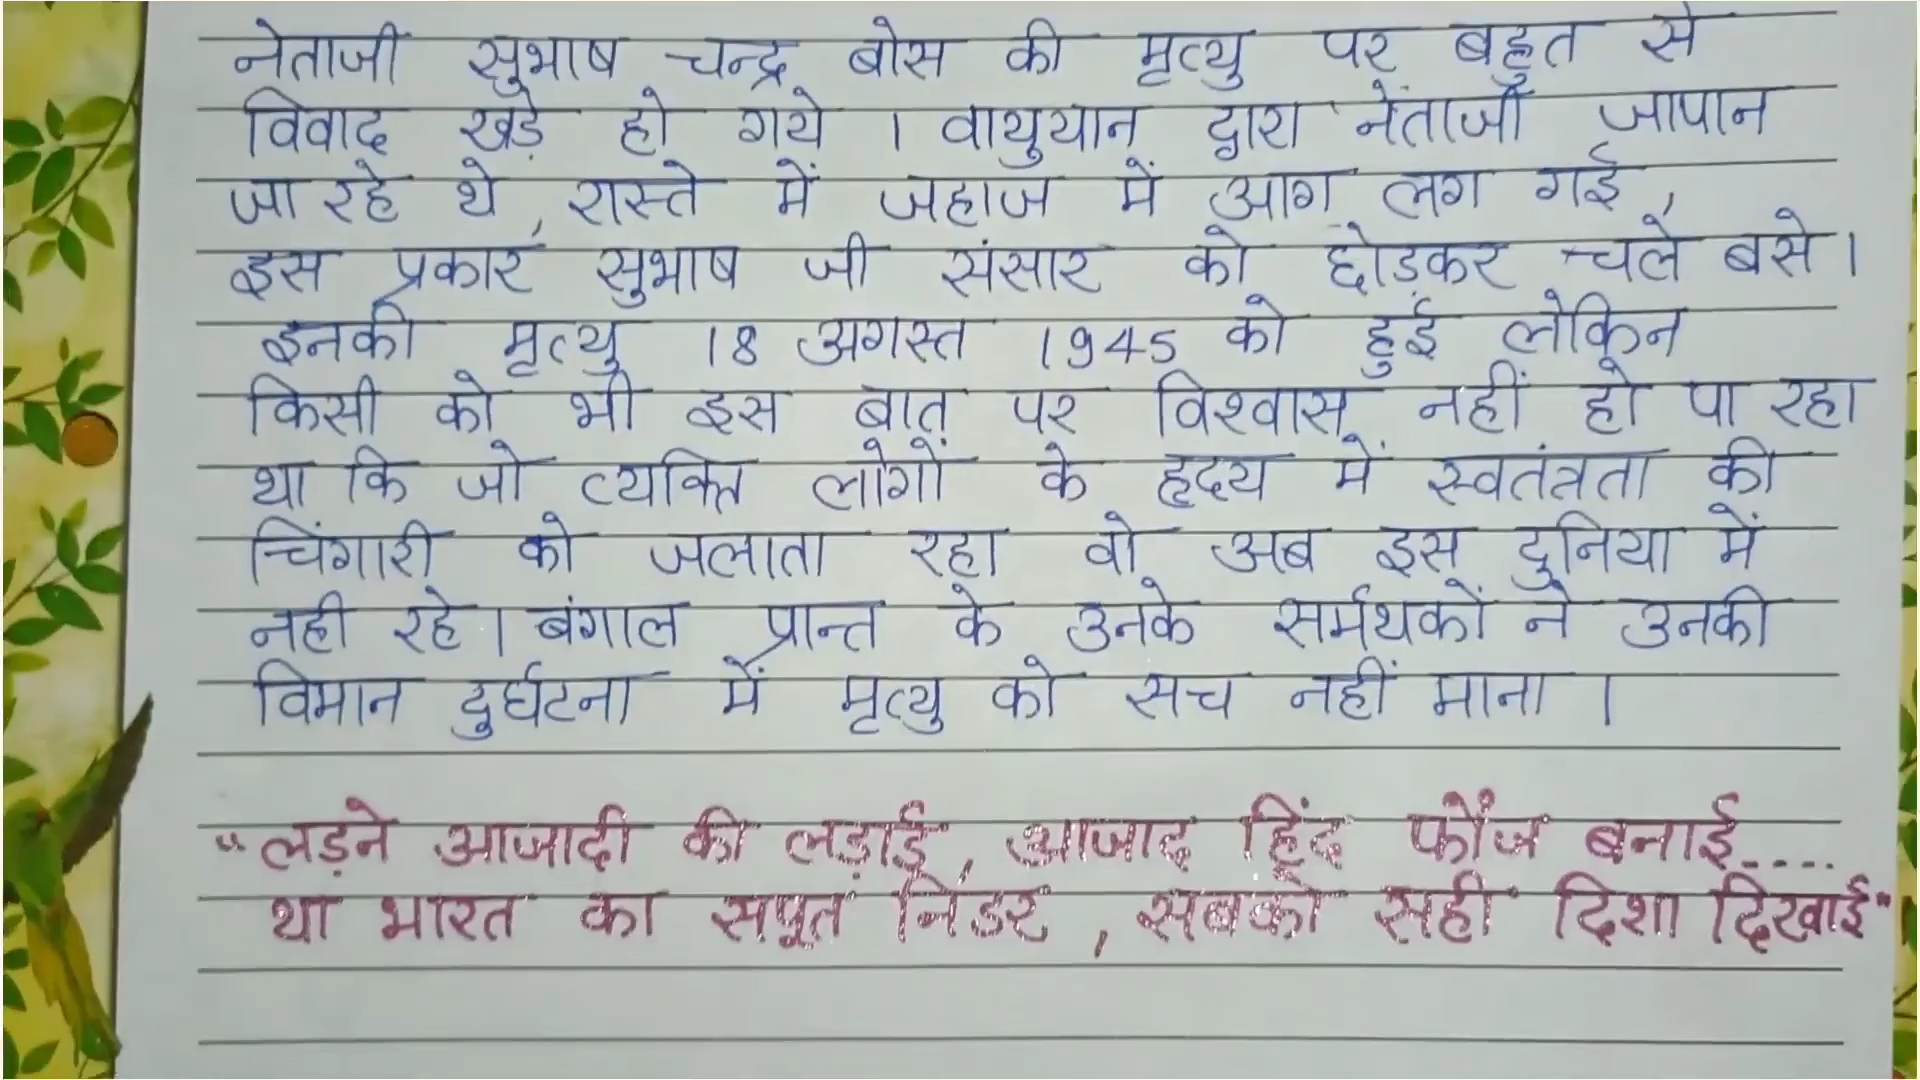 नेताजी सुभाष चन्द्र बोस की मृत्यु पर बहुत से
विवाद खड़े हो गये । वायुयान द्वारा नेताजी जापान
जा रहे थे, रास्ते में जहाज में आग लग गई,
इस प्रकार सुभाष जी संसार को छोड़कर चले बसे ।
इनकी मृत्यु 18 अगस्त 1945 को हुई लेकिन
किसी को भी इस बात पर विश्वास नहीं हो पा रहा
था कि जो व्यक्ति लोगों के हृदय में स्वतंत्रता की
चिंगारी को जलाता रहा वो अब इस दुनिया में
नही रहे । बंगाल प्रान्त के उनके सर्मथकों ने उनकी
विमान दुर्घटना में मृत्यु को सच नहीं माना ।
"लड़ने आजादी की लड़ाई, आजाद हिंद फौज बनाई....
था भारत का सपूत निडर, सबको सही दिशा दिखाई"